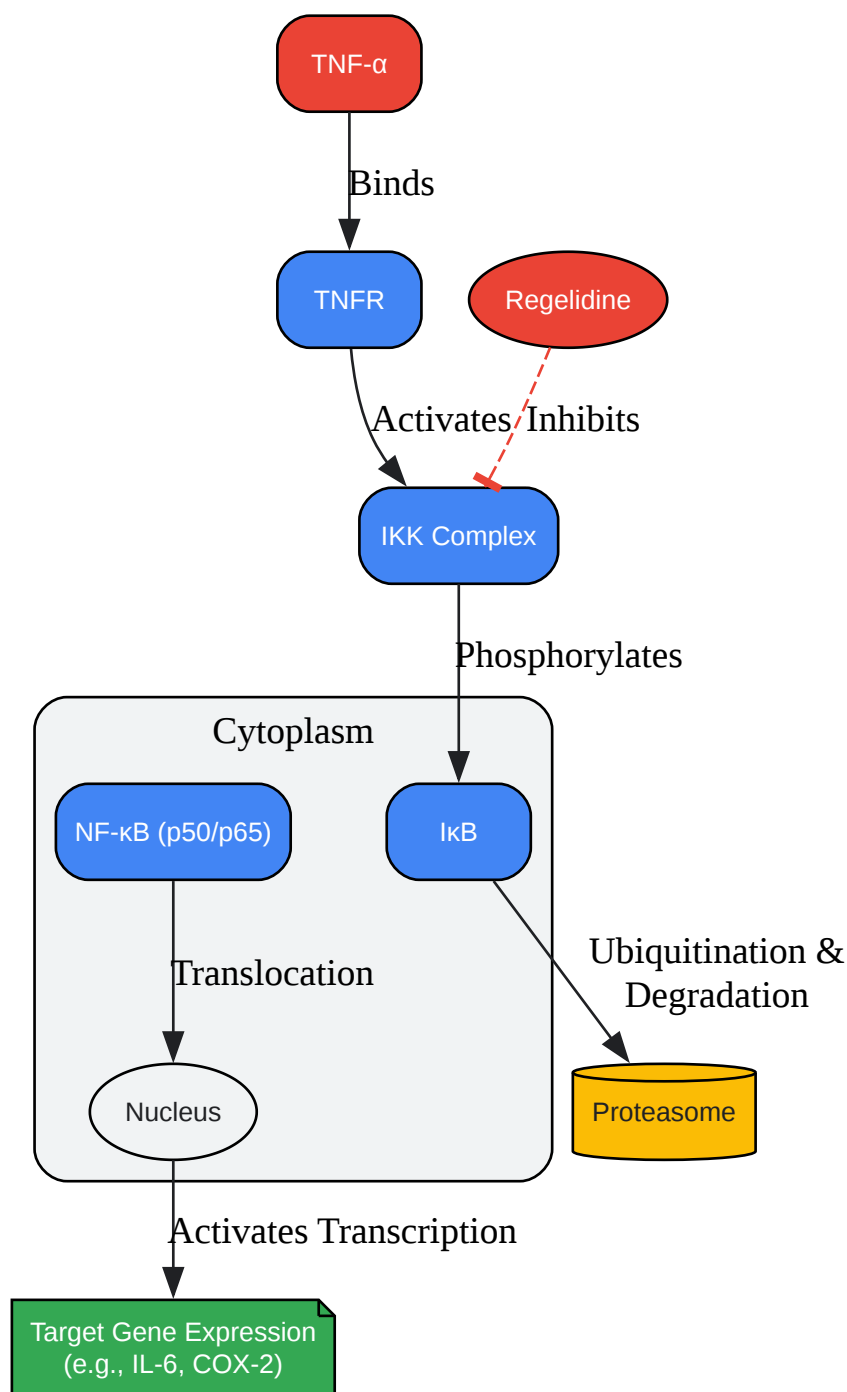 TNF-α
Binds
TNFR
Regelidine
Activates
Inhibits
IKK Complex
Phosphorylates
Cytoplasm
NF-κB (p50/p65)
IκB
Translocation
Ubiquitination &
Degradation
Nucleus
Proteasome
Activates Transcription
Target Gene Expression
(e.g., IL-6, COX-2)